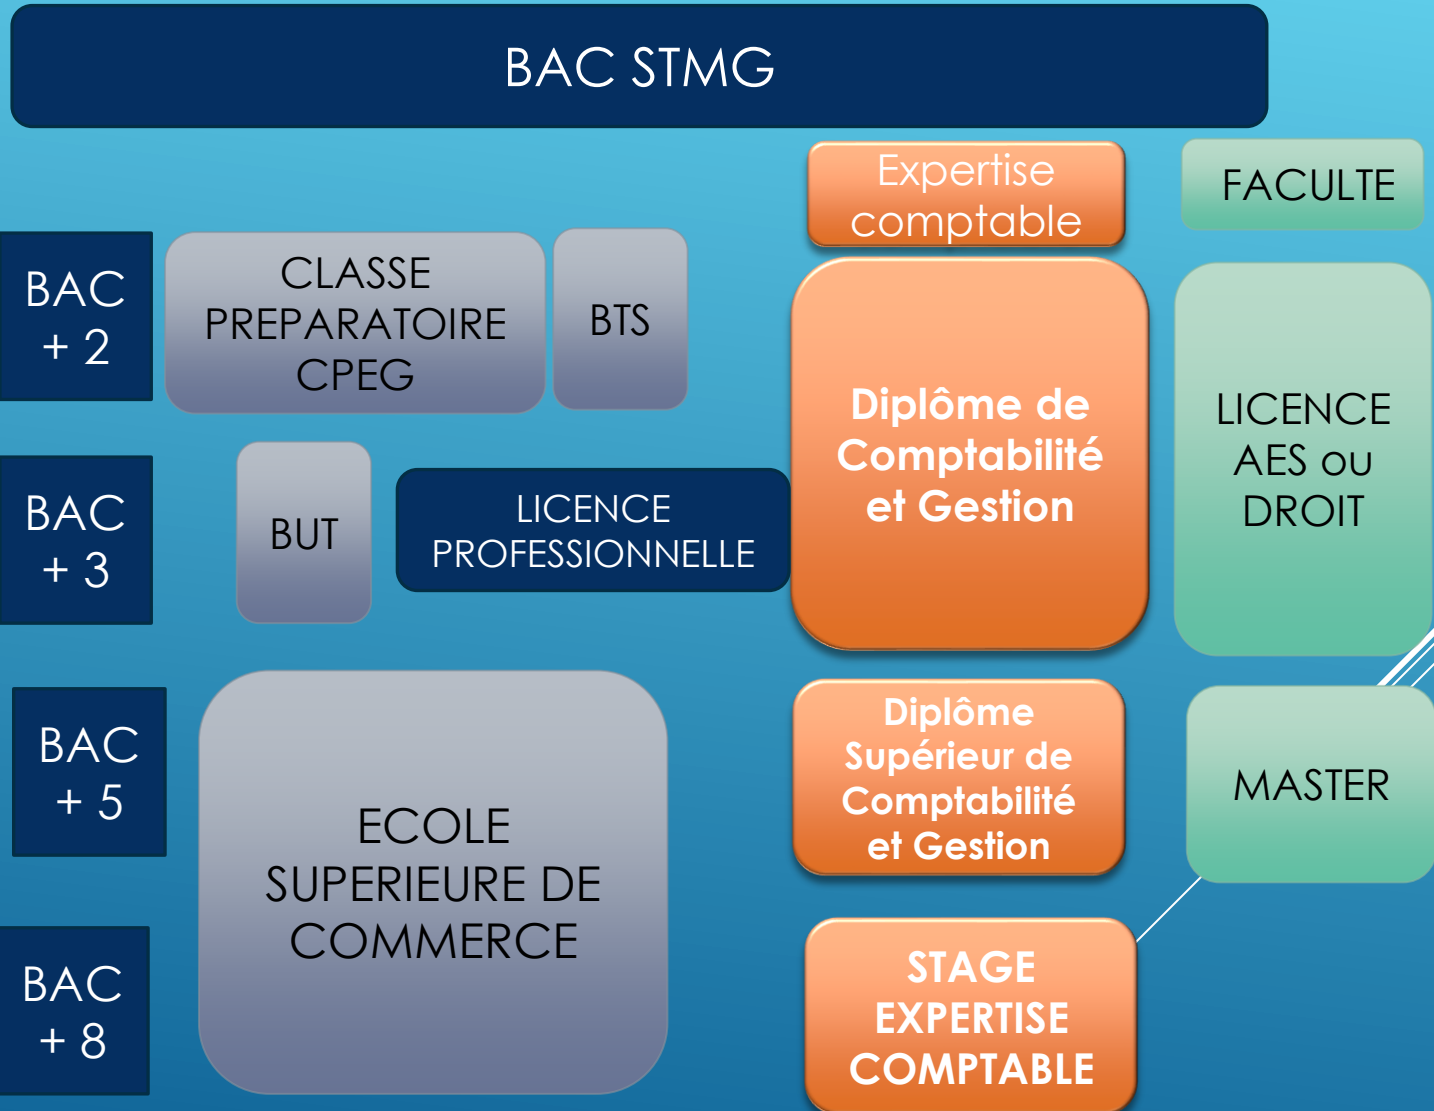 BAC STMG
Expertise
comptable
FACULTE
BAC
+ 2
CLASSE
PREPARATOIRE
CPEG
BTS
Diplôme de
Comptabilité
et Gestion
LICENCE
AES ou
DROIT
BAC
+ 3
BUT
LICENCE
PROFESSIONNELLE
BAC
+ 5
ECOLE
SUPERIEURE DE
COMMERCE
Diplôme
Supérieur de
Comptabilité
et Gestion
MASTER
BAC
+ 8
STAGE
EXPERTISE
COMPTABLE